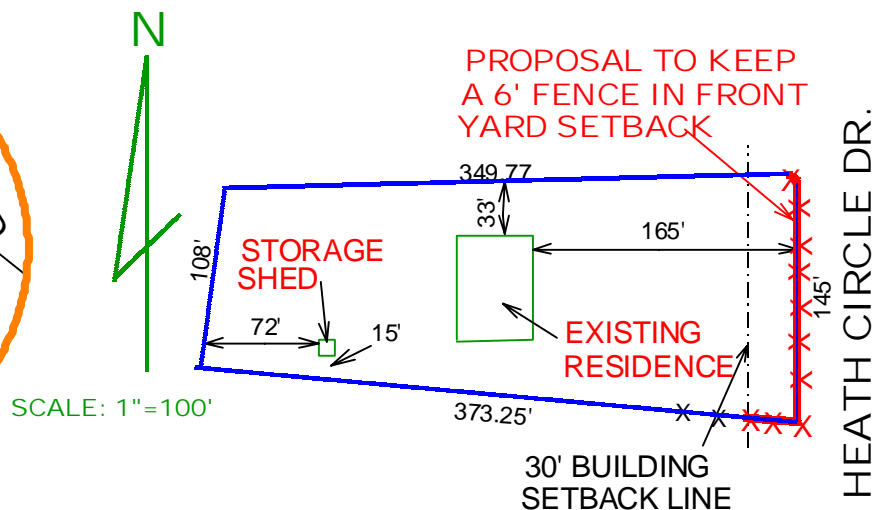 N
PROPOSAL TO KEEP
A 6' FENCE IN FRONT
YARD SETBACK
349.77
33'
165'
108'
STORAGE
SHED
72'
15'
EXISTING
RESIDENCE
145'
HEATH CIRCLE DR.
SCALE: 1"=100'
373.25'
30' BUILDING
SETBACK LINE